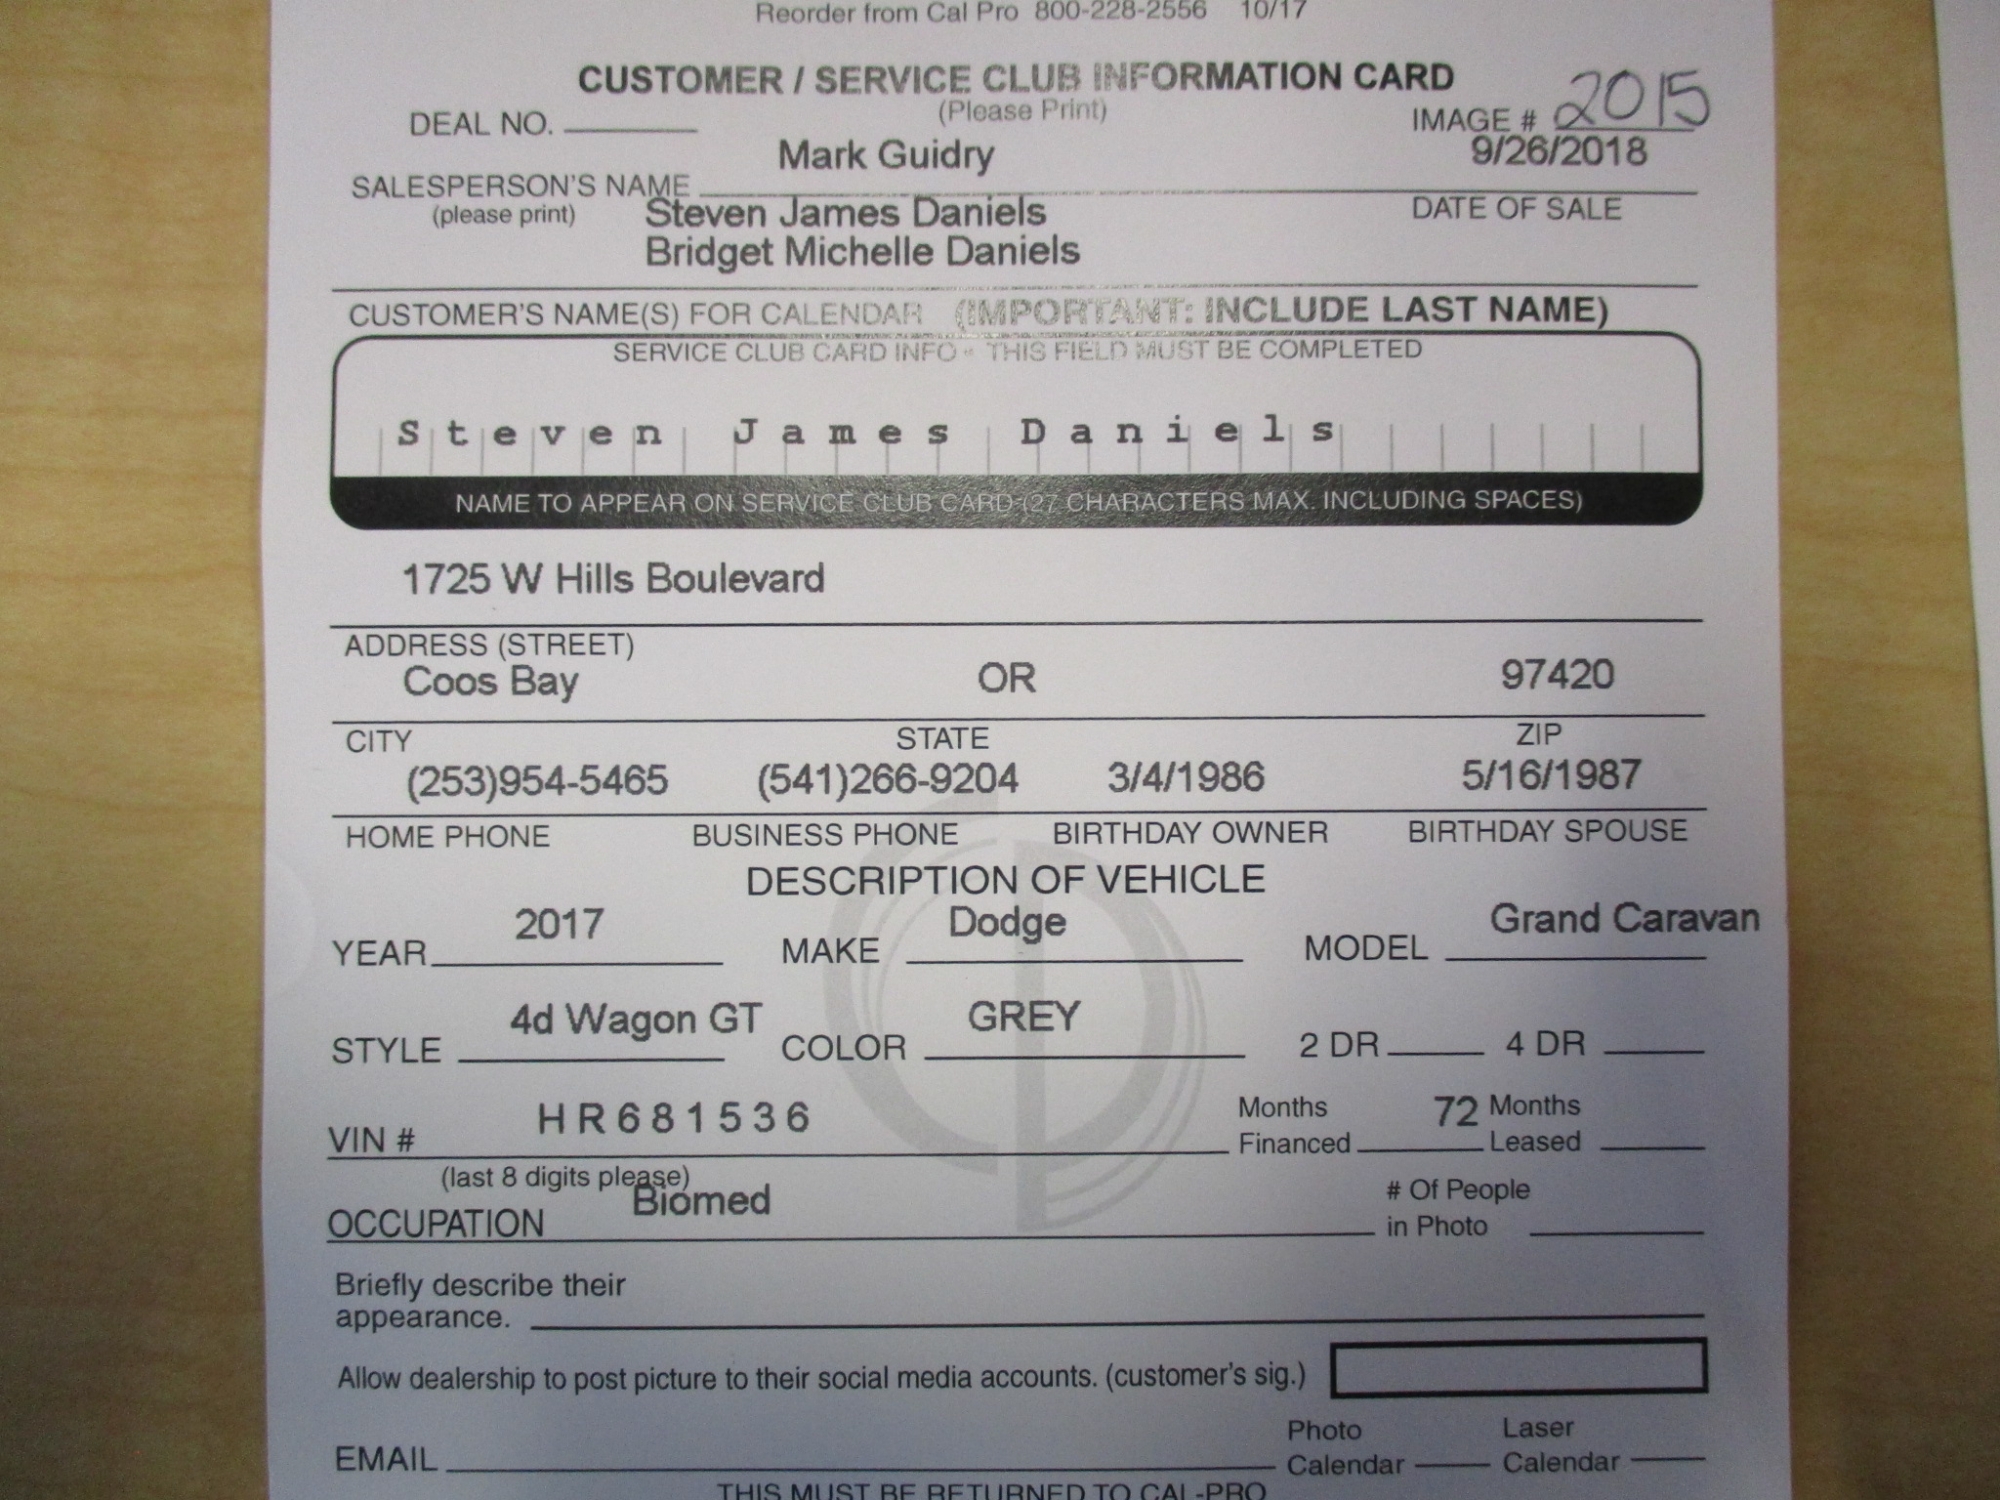 Reorder from Cal Pro 800-228-2556 10/17
CUSTOMER / SERVICE CLUB INFORMATION CARD
(Please Print)
DEAL NO. IMAGE # 2015
Mark Guidry 9/26/2018
SALESPERSON'S NAME DATE OF SALE
(please print)
Steven James Daniels
Bridget Michelle Daniels
CUSTOMER'S NAME(S) FOR CALENDAR (IMPORTANT: INCLUDE LAST NAME)
SERVICE CLUB CARD INFO - THIS FIELD MUST BE COMPLETED
Steven James Daniels
NAME TO APPEAR ON SERVICE CLUB CARD (27 CHARACTERS MAX. INCLUDING SPACES)
1725 W Hills Boulevard
ADDRESS (STREET)
Coos Bay OR 97420
CITY STATE ZIP
(253)954-5465 (541)266-9204 3/4/1986 5/16/1987
HOME PHONE BUSINESS PHONE BIRTHDAY OWNER BIRTHDAY SPOUSE
DESCRIPTION OF VEHICLE
YEAR 2017 MAKE Dodge MODEL Grand Caravan
STYLE 4d Wagon GT COLOR GREY 2 DR 4 DR
VIN # HR681536 Months Financed 72 Months Leased
(last 8 digits please)
OCCUPATION Biomed # Of People in Photo
Briefly describe their
appearance.
Allow dealership to post picture to their social media accounts. (customer's sig.)
EMAIL Photo Calendar Laser Calendar
THIS MUST BE RETURNED TO CAL-PRO